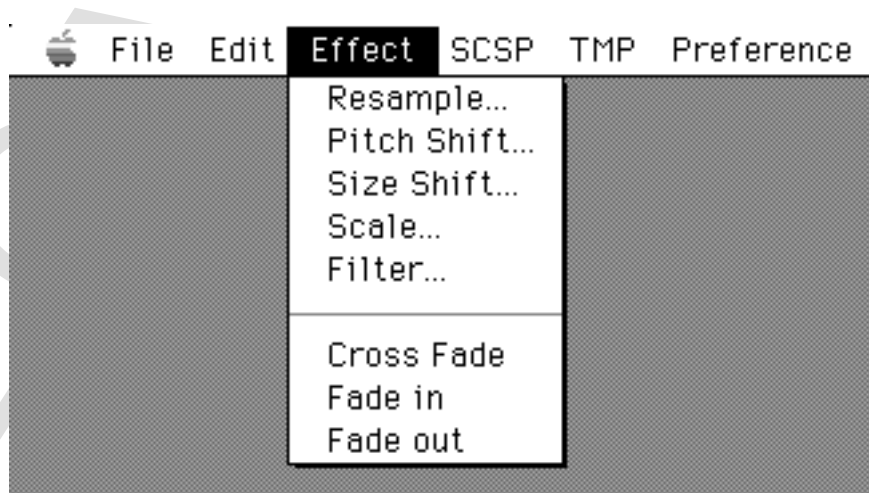 File Edit Effect SCSP TMP Preference
Resample...
Pitch Shift...
Size Shift...
Scale...
Filter...
Cross Fade
Fade in
Fade out